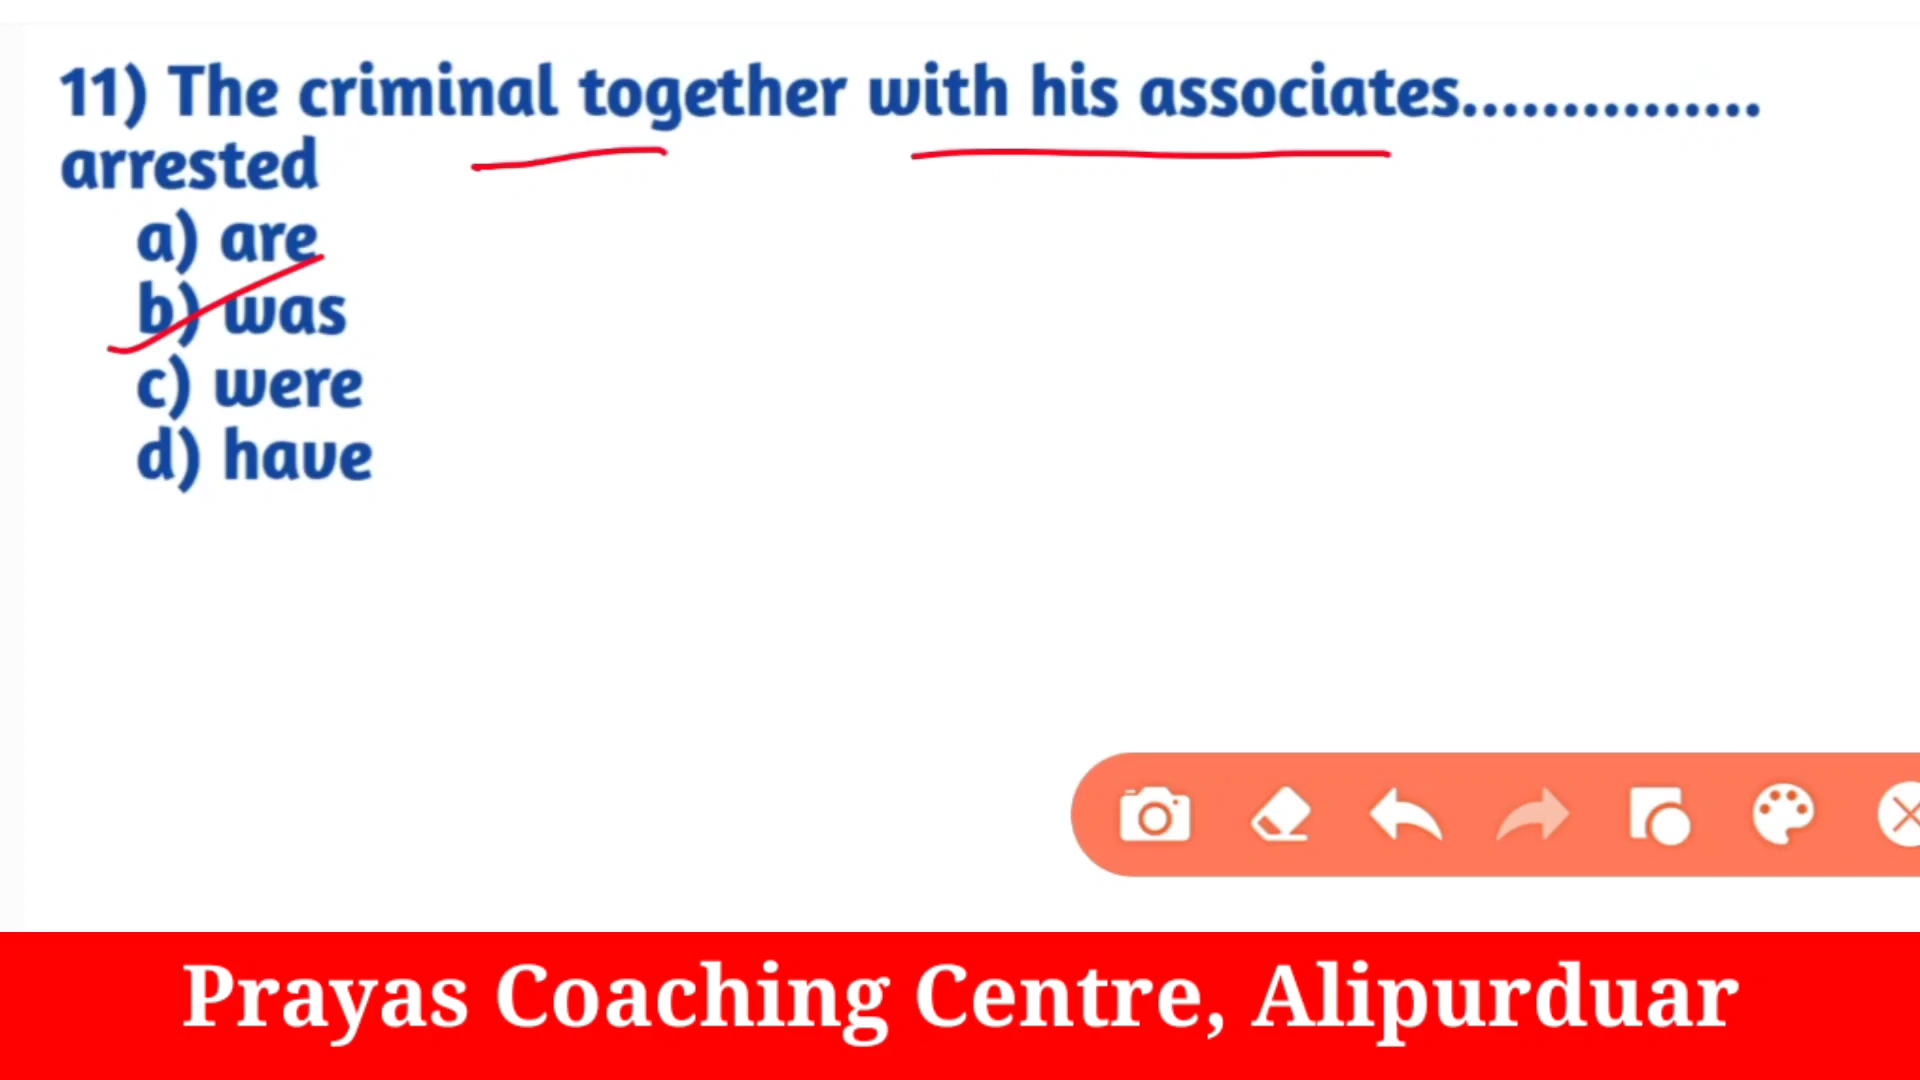 11) The criminal together with his associates...............
arrested
a) are
b) was
c) were
d) have
Prayas Coaching Centre, Alipurduar